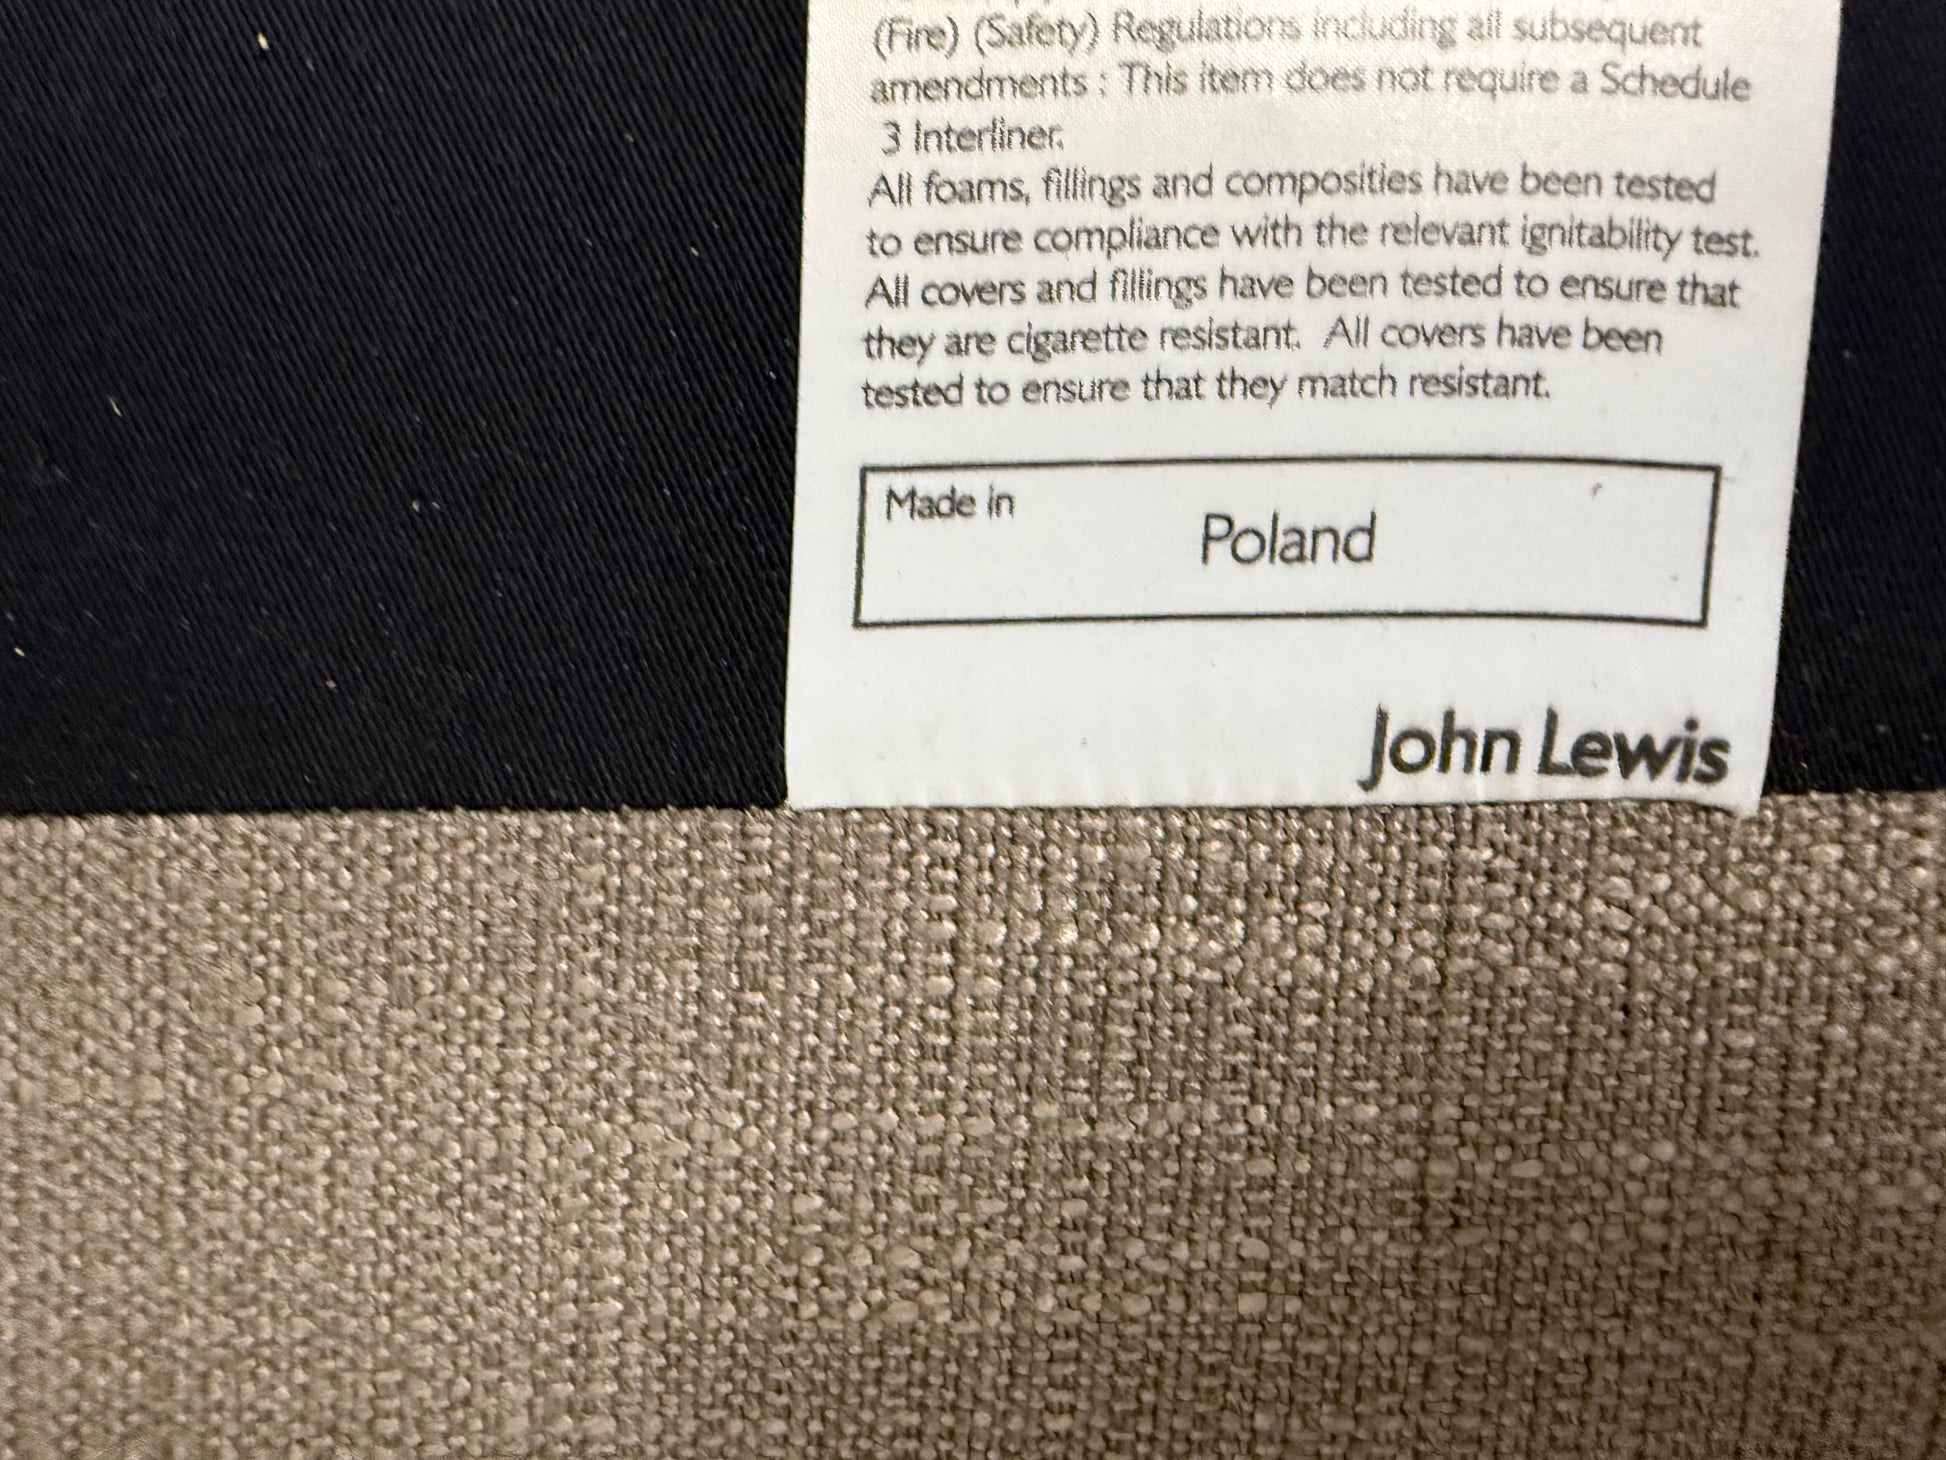 (Fire) (Safety) Regulations including all subsequent
amendments : This item does not require a Schedule
3 Interliner.
All foams, fillings and composities have been tested
to ensure compliance with the relevant ignitability test.
All covers and fillings have been tested to ensure that
they are cigarette resistant. All covers have been
tested to ensure that they match resistant.
Made in
Poland
John Lewis